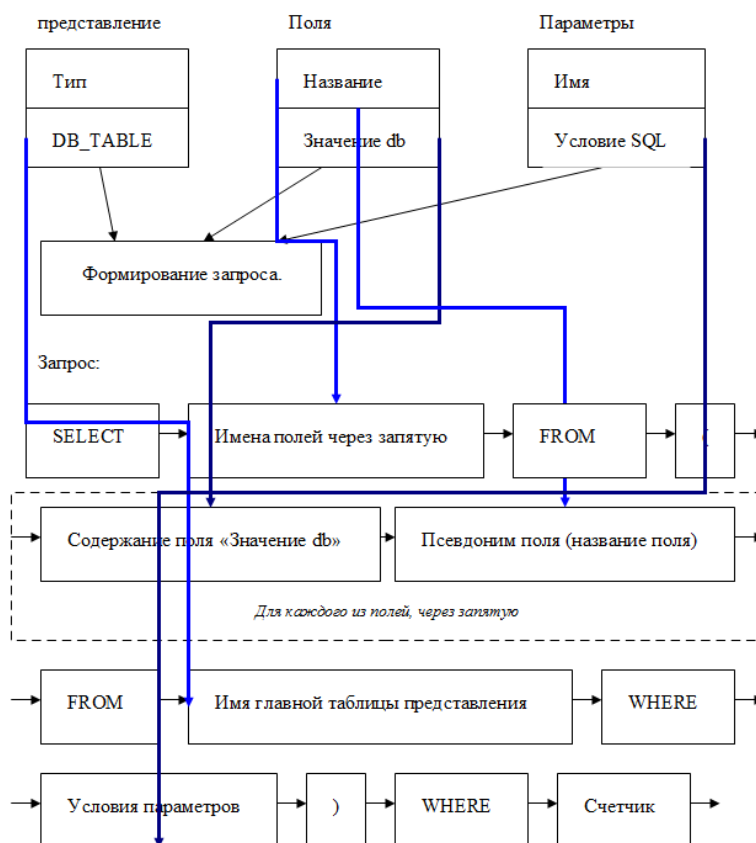 представление Поля Параметры
Тип Название Имя
DB_TABLE Значение db Условие SQL
Формирование запроса.
Запрос:
SELECT Имена полей через запятую FROM (
Содержание поля «Значение db» Псевдоним поля (название поля)
Для каждого из полей, через запятую
FROM Имя главной таблицы представления WHERE
Условия параметров ) WHERE Счетчик